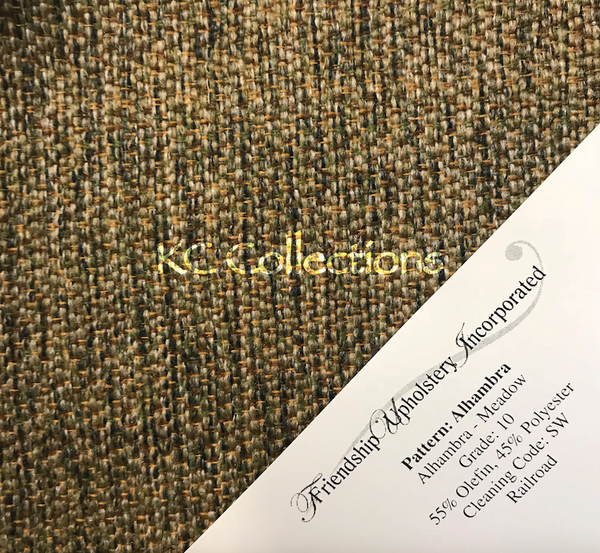 KC Collections
Friendship Upholstery Incorporated
Pattern: Alhambra
Alhambra - Meadow
Grade: 10
55% Olefin, 45% Polyester
Cleaning Code: SW
Railroad